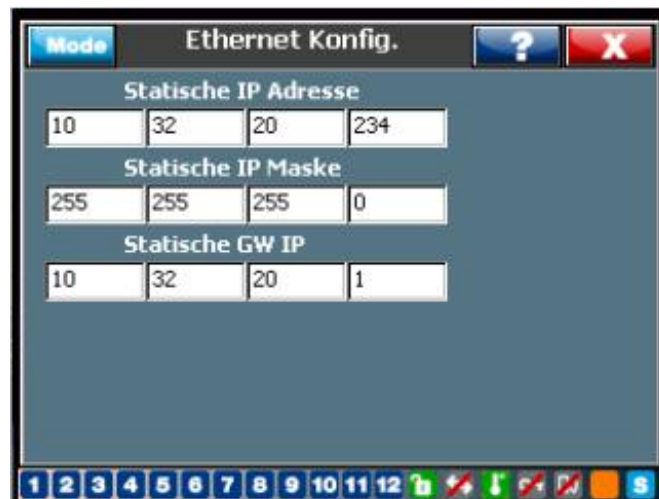 Mode Ethernet Konfig. ? X
Statische IP Adresse
10 32 20 234
Statische IP Maske
255 255 255 0
Statische GW IP
10 32 20 1
1 2 3 4 5 6 7 8 9 10 11 12 S